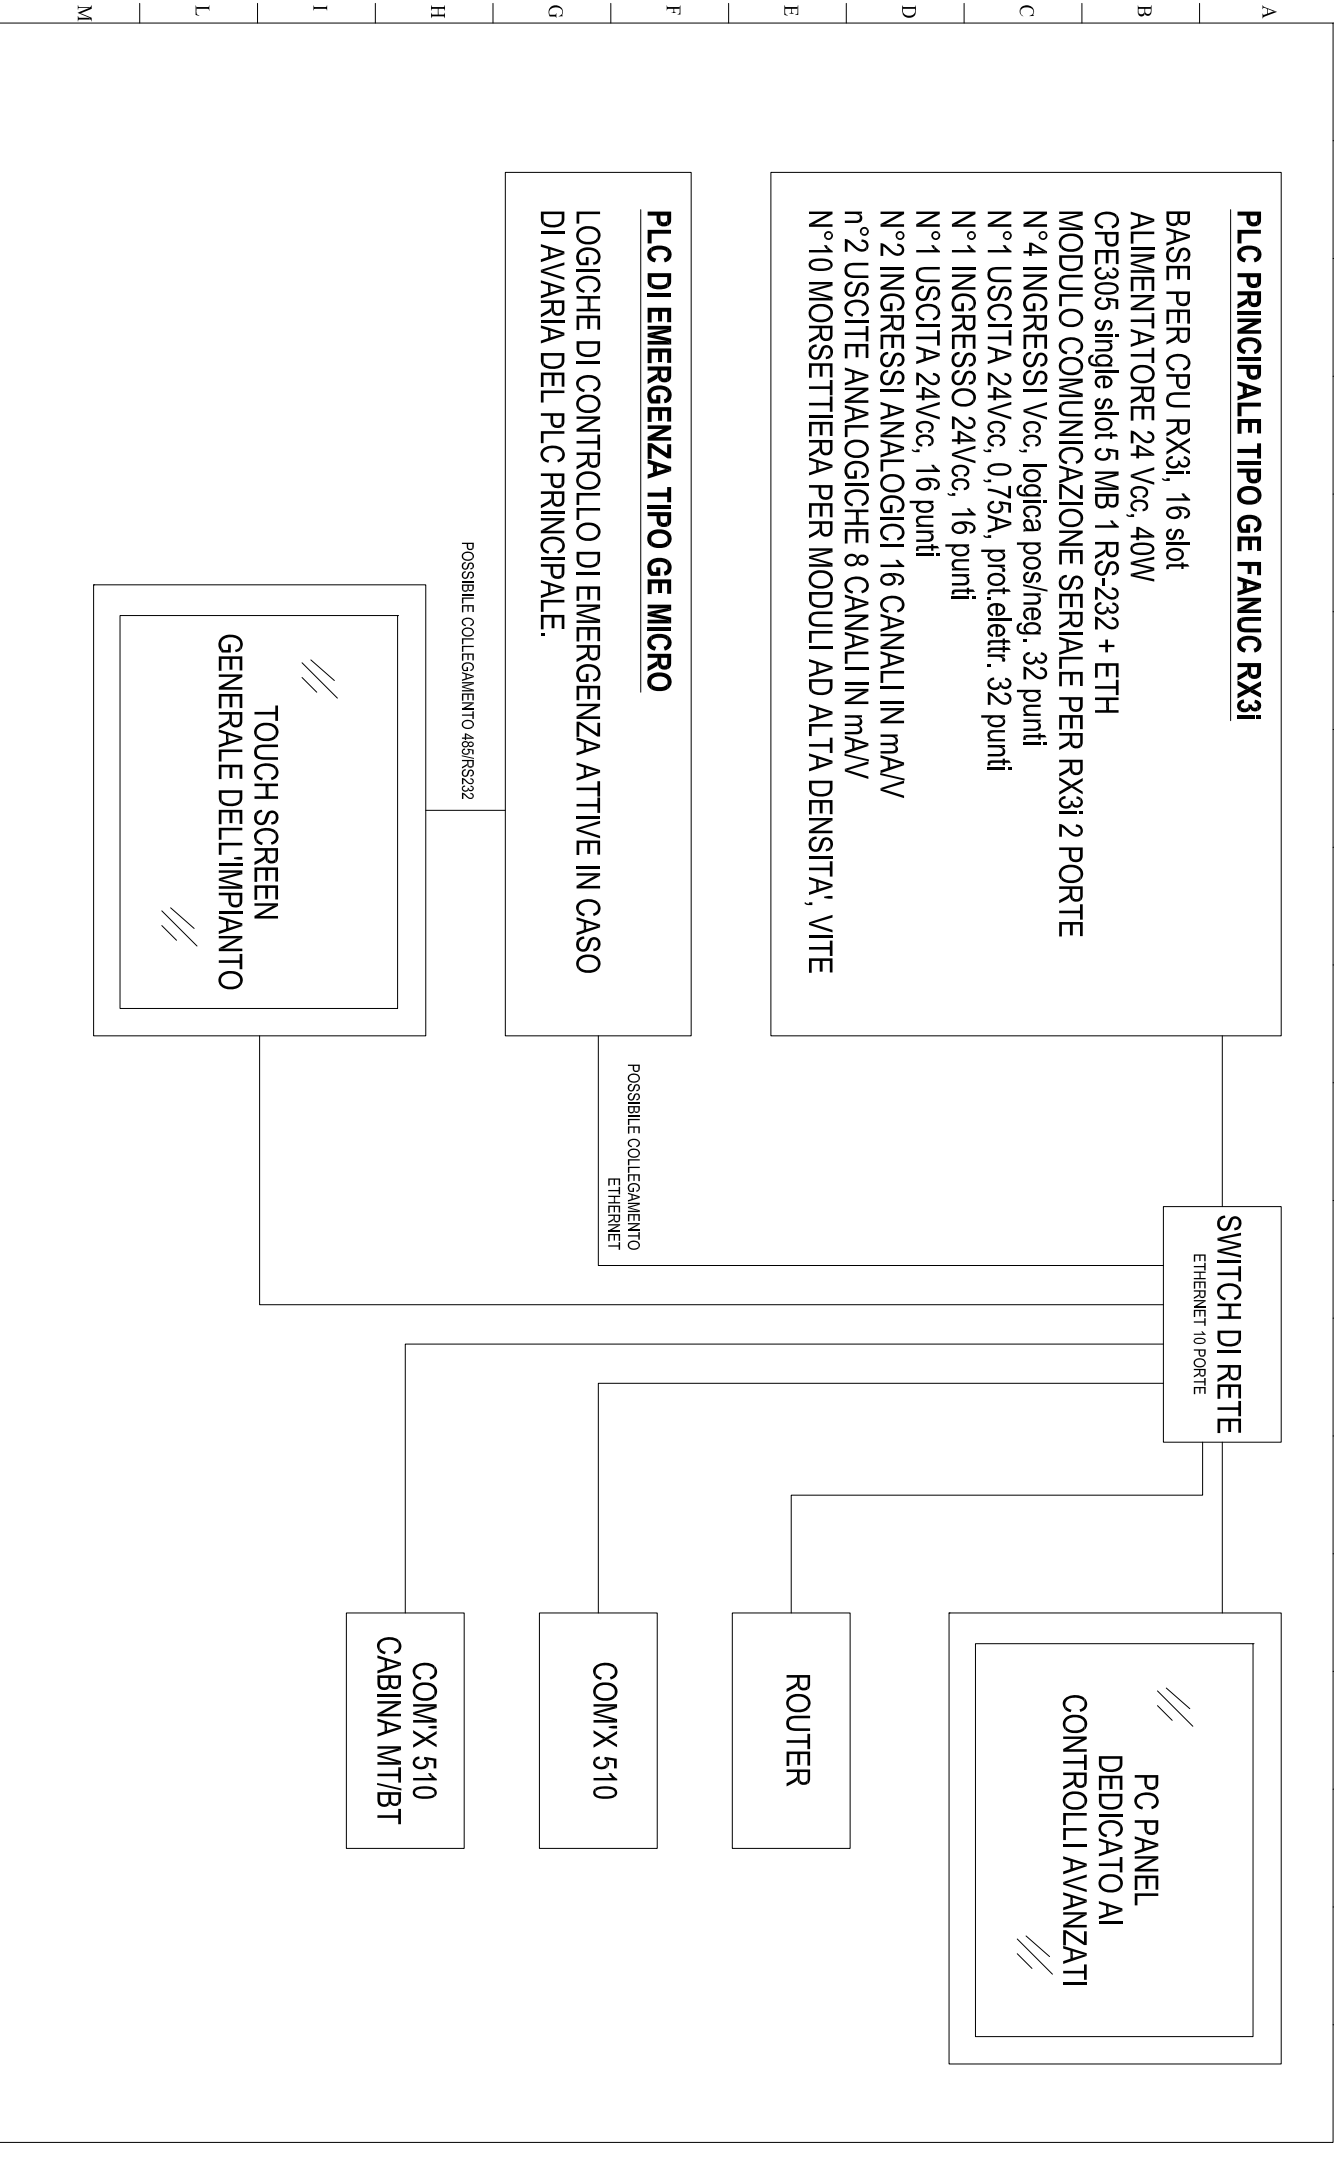 A
B
C
D
E
F
G
H
I
L
M
PLC PRINCIPALE TIPO GE FANUC RX3i
BASE PER CPU RX3i, 16 slot
ALIMENTATORE 24 Vcc, 40W
CPE305 single slot 5 MB 1 RS-232 + ETH
MODULO COMUNICAZIONE SERIALE PER RX3i 2 PORTE
N°4 INGRESSI Vcc, logica pos/neg. 32 punti
N°1 USCITA 24Vcc, 0,75A, prot.elettr. 32 punti
N°1 INGRESSO 24Vcc, 16 punti
N°1 USCITA 24Vcc, 16 punti
N°2 INGRESSI ANALOGICI 16 CANALI IN mA/V
n°2 USCITE ANALOGICHE 8 CANALI IN mA/V
N°10 MORSETTIERA PER MODULI AD ALTA DENSITA', VITE
SWITCH DI RETE
ETHERNET 10 PORTE
PC PANEL
DEDICATO AI
CONTROLLI AVANZATI
PLC DI EMERGENZA TIPO GE MICRO
LOGICHE DI CONTROLLO DI EMERGENZA ATTIVE IN CASO
DI AVARIA DEL PLC PRINCIPALE.
POSSIBILE COLLEGAMENTO
ETHERNET
ROUTER
COM'X 510
POSSIBILE COLLEGAMENTO 485/RS232
COM'X 510
CABINA MT/BT
TOUCH SCREEN
GENERALE DELL'IMPIANTO